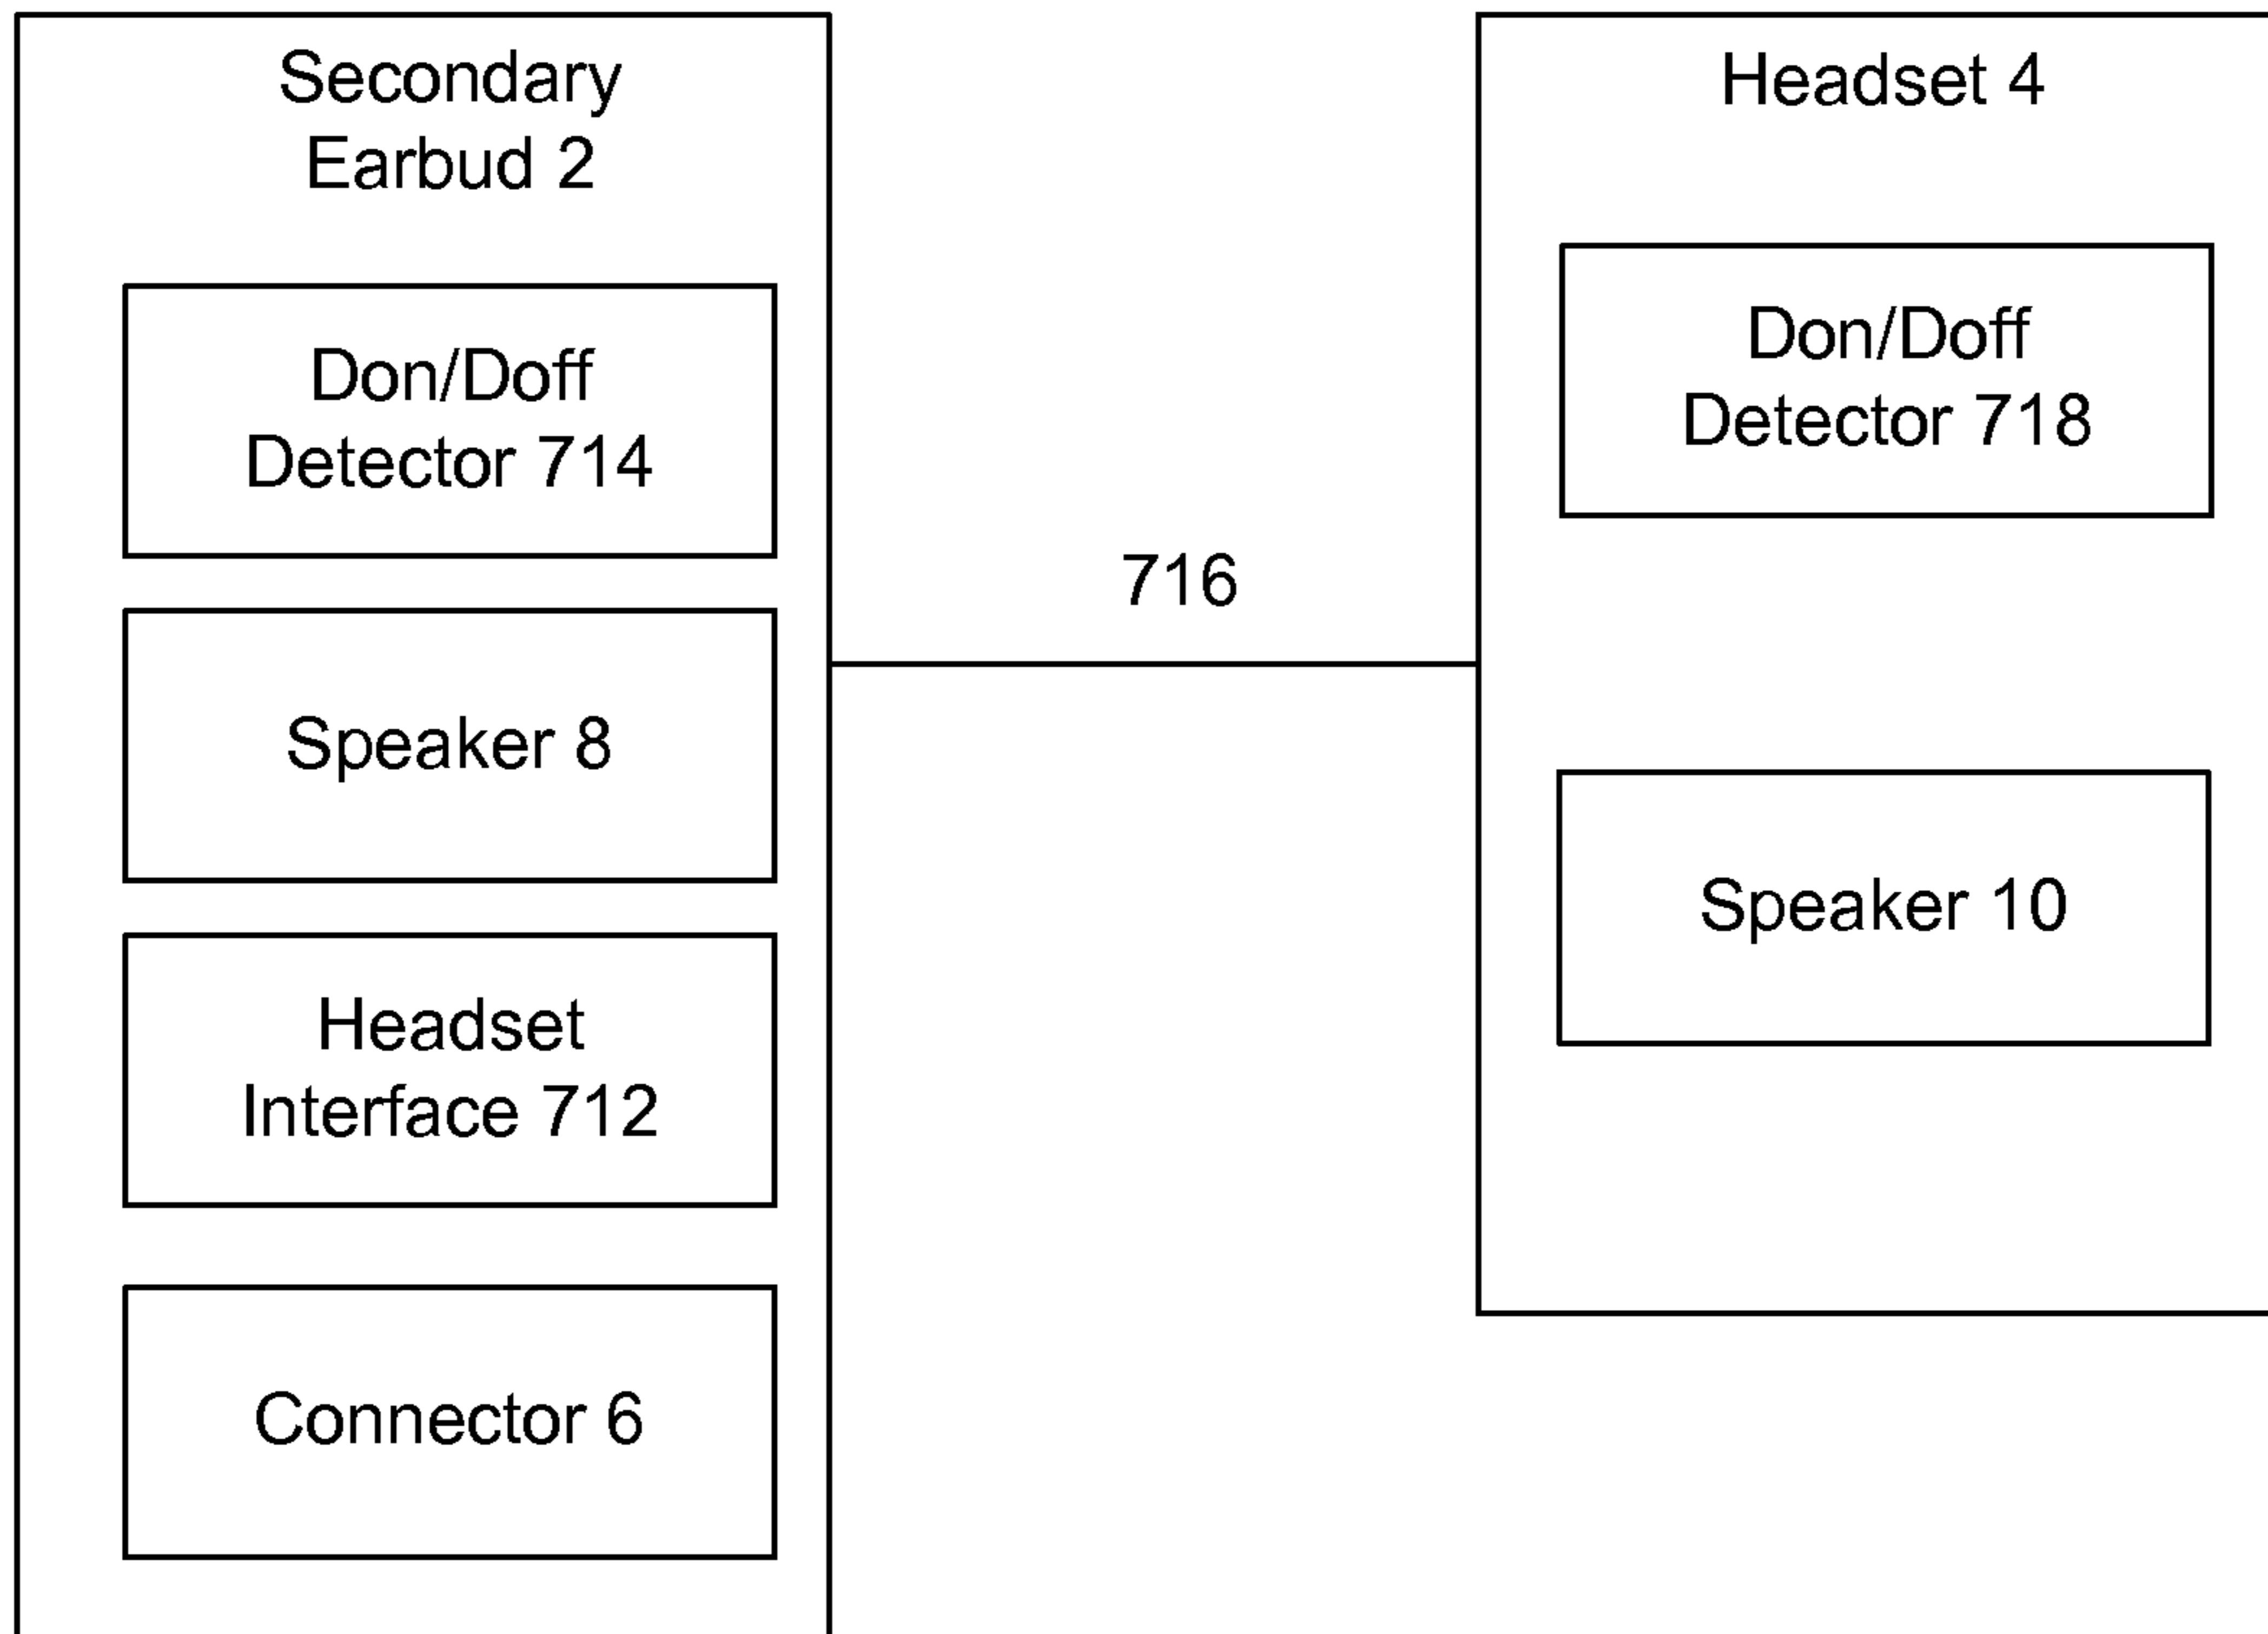 Secondary
Earbud 2
Don/Doff
Detector 714
Speaker 8
Headset
Interface 712
Connector 6
716
Headset 4
Don/Doff
Detector 718
Speaker 10